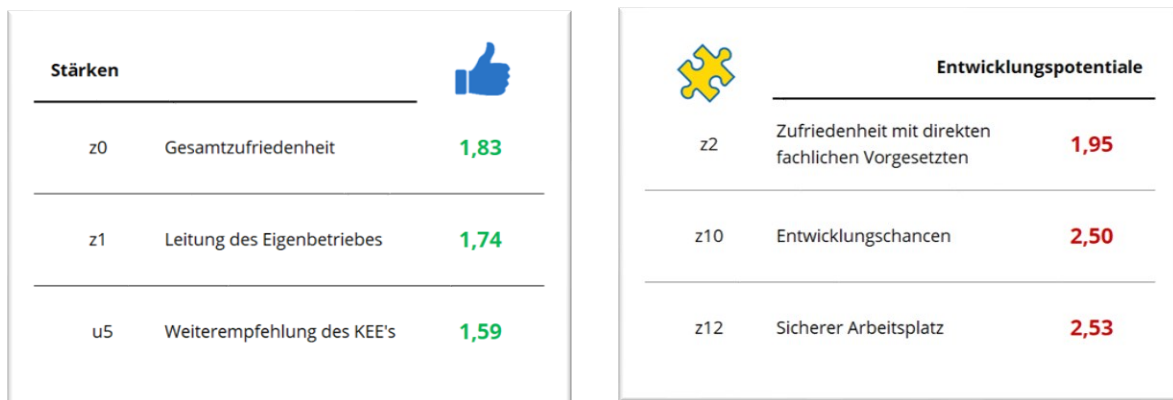 Stärken
z0 Gesamtzufriedenheit 1,83
z1 Leitung des Eigenbetriebes 1,74
u5 Weiterempfehlung des KEE's 1,59
Entwicklungspotentiale
z2 Zufriedenheit mit direkten
fachlichen Vorgesetzten 1,95
z10 Entwicklungschancen 2,50
z12 Sicherer Arbeitsplatz 2,53